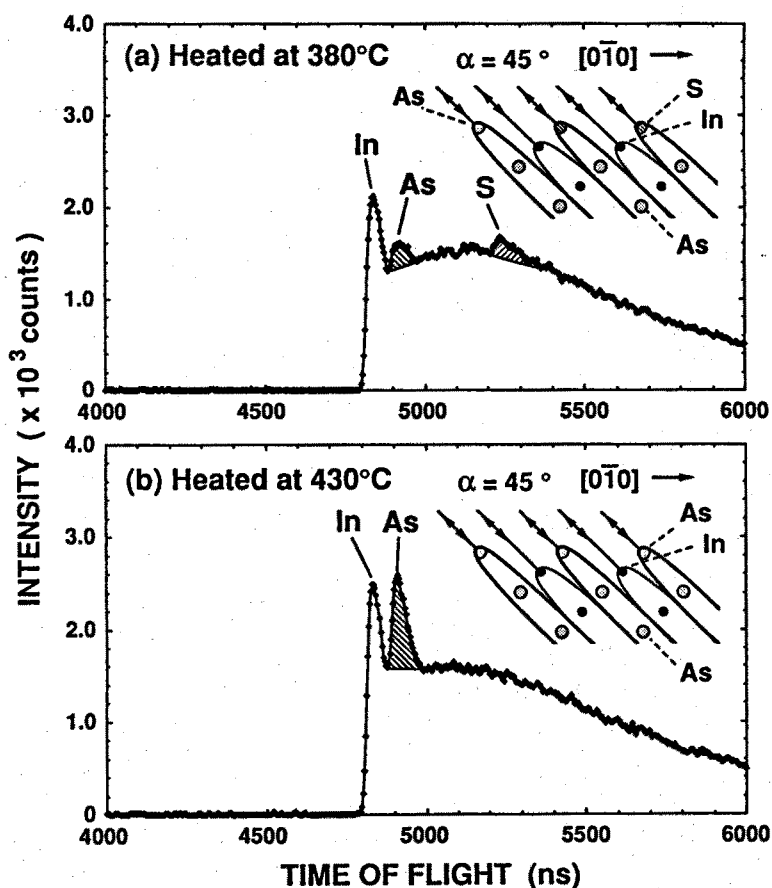 (a) Heated at 380°C α = 45° [01̅0]
As
S
In
In
As
S
As
4.0
3.0
2.0
1.0
0
4000 4500 5000 5500 6000
INTENSITY (x 10³ counts)
(b) Heated at 430°C α = 45° [01̅0]
As
In
In
As
As
4.0
3.0
2.0
1.0
0
4000 4500 5000 5500 6000
TIME OF FLIGHT (ns)